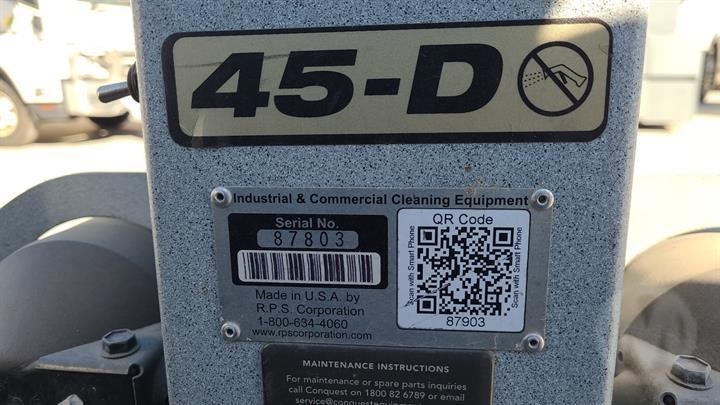 45-D
Industrial & Commercial Cleaning Equipment
Serial No.
87803
QR Code
Scan with Smart Phone
Scan with Smart Phone
87903
Made in U.S.A. by
R.P.S. Corporation
1-800-634-4060
www.rpscorporation.com
MAINTENANCE INSTRUCTIONS
For maintenance or spare parts inquiries
call Conquest on 1800 82 6789 or email